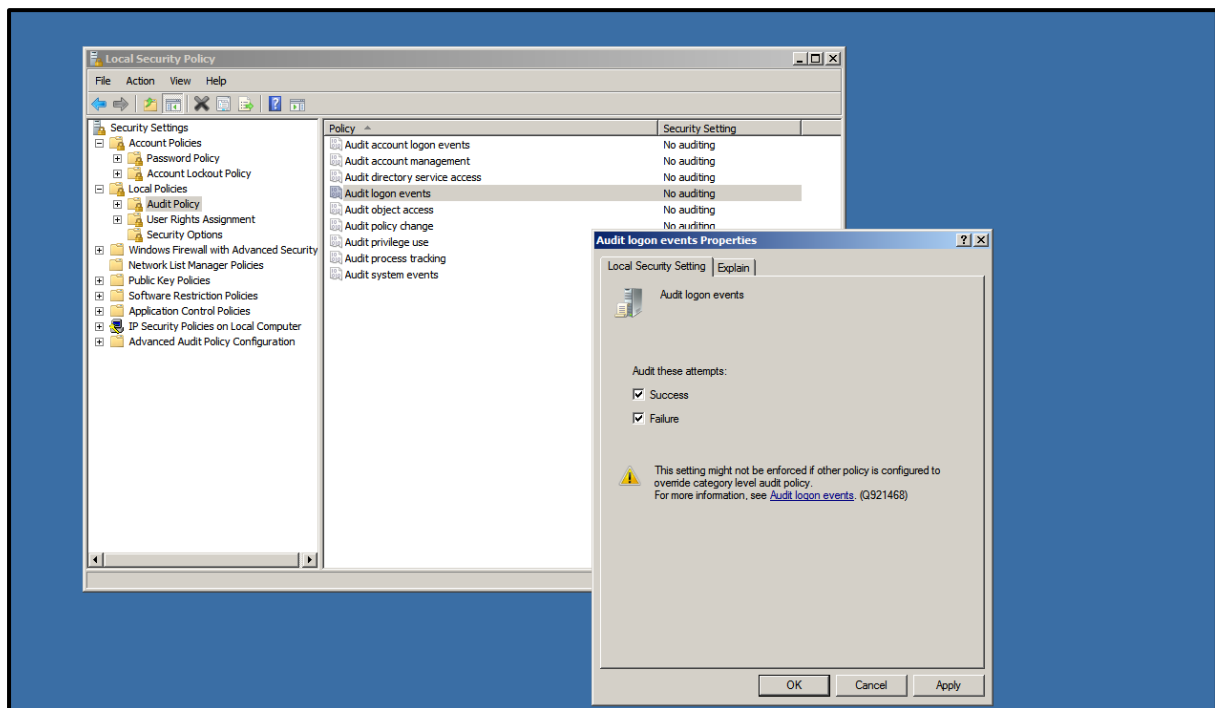 Local Security Policy
File Action View Help
Security Settings
Account Policies
Password Policy
Account Lockout Policy
Local Policies
Audit Policy
User Rights Assignment
Security Options
Windows Firewall with Advanced Security
Network List Manager Policies
Public Key Policies
Software Restriction Policies
Application Control Policies
IP Security Policies on Local Computer
Advanced Audit Policy Configuration
Policy Security Setting
Audit account logon events No auditing
Audit account management No auditing
Audit directory service access No auditing
Audit logon events No auditing
Audit object access No auditing
Audit policy change No auditing
Audit privilege use
Audit process tracking
Audit system events
Audit logon events Properties
Local Security Setting Explain
Audit logon events
Audit these attempts:
Success
Failure
This setting might not be enforced if other policy is configured to
override category level audit policy.
For more information, see Audit logon events. (Q921468)
OK Cancel Apply